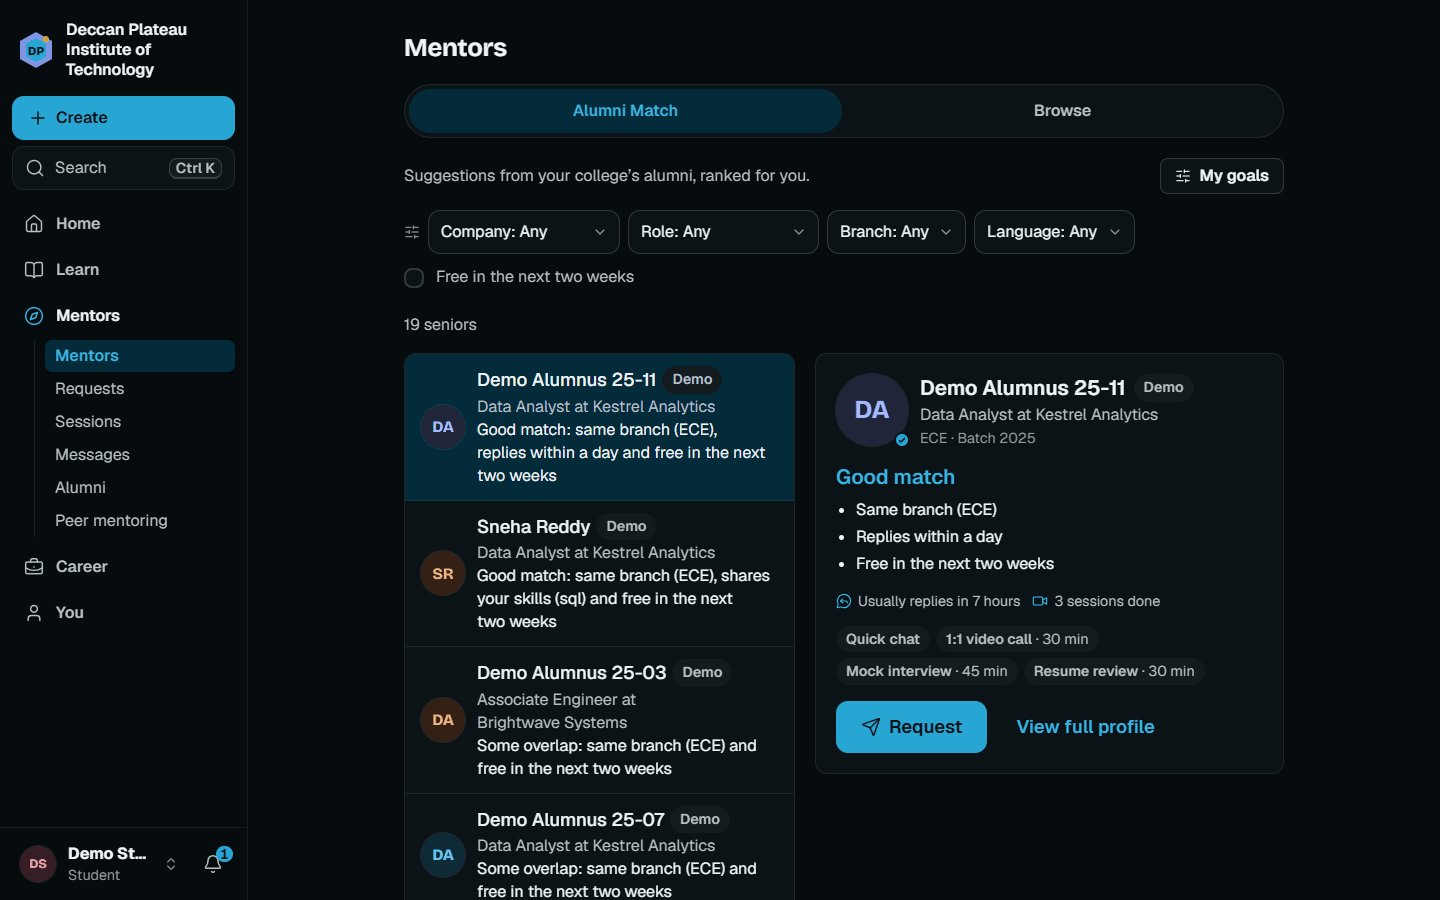 DP
Deccan Plateau
Institute of
Technology
Create
Search
Ctrl K
Home
Learn
Mentors
Mentors
Requests
Sessions
Messages
Alumni
Peer mentoring
Career
You
DS
Demo St...
Student
1
Mentors
Alumni Match
Browse
Suggestions from your college’s alumni, ranked for you.
My goals
Company: Any
Role: Any
Branch: Any
Language: Any
Free in the next two weeks
19 seniors
DA
Demo Alumnus 25-11 Demo
Data Analyst at Kestrel Analytics
Good match: same branch (ECE),
replies within a day and free in the next
two weeks
SR
Sneha Reddy Demo
Data Analyst at Kestrel Analytics
Good match: same branch (ECE), shares
your skills (sql) and free in the next
two weeks
DA
Demo Alumnus 25-03 Demo
Associate Engineer at
Brightwave Systems
Some overlap: same branch (ECE) and
free in the next two weeks
DA
Demo Alumnus 25-07 Demo
Data Analyst at Kestrel Analytics
Some overlap: same branch (ECE) and
free in the next two weeks
DA
Demo Alumnus 25-11 Demo
Data Analyst at Kestrel Analytics
ECE · Batch 2025
Good match
• Same branch (ECE)
• Replies within a day
• Free in the next two weeks
Usually replies in 7 hours 3 sessions done
Quick chat 1:1 video call · 30 min
Mock interview · 45 min Resume review · 30 min
Request
View full profile